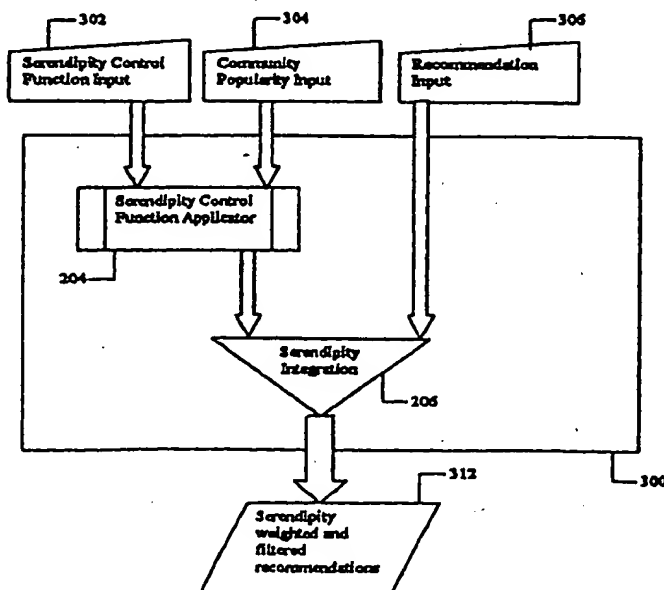 302
304
306
Serendipity Control
Function Input
Community
Popularity Input
Recommendation
Input
Serendipity Control
Function Applicator
204
Serendipity
Integration
206
300
312
Serendipity
weighted and
filtered
recommendations